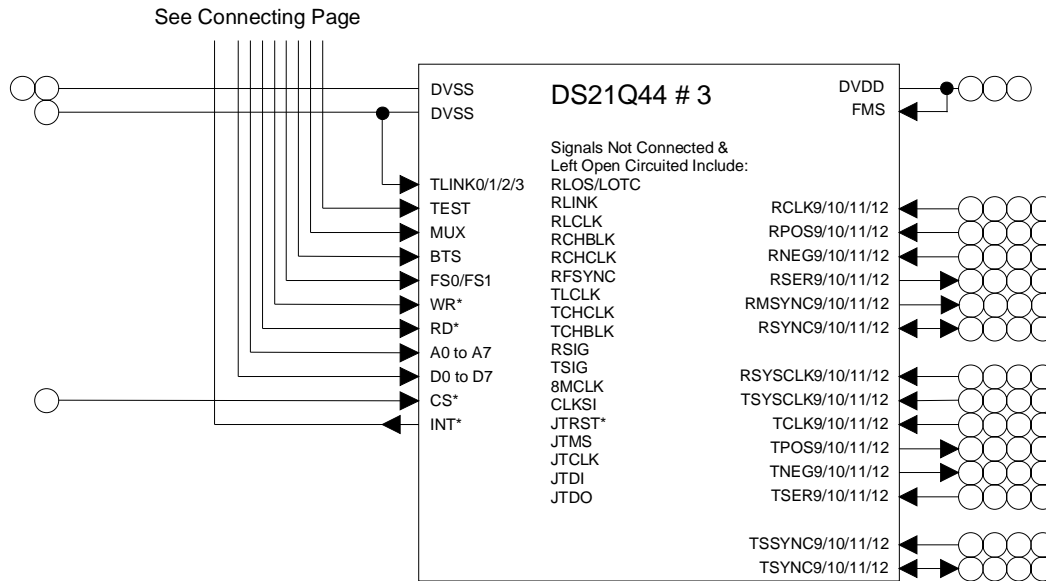 See Connecting Page
DVSS
DVSS
TLINK0/1/2/3
TEST
MUX
BTS
FS0/FS1
WR*
RD*
A0 to A7
D0 to D7
CS*
INT*
DS21Q44 # 3
Signals Not Connected &
Left Open Circuited Include:
RLOS/LOTC
RLINK
RLCLK
RCHBLK
RCHCLK
RFSYNC
TLCLK
TCHCLK
TCHBLK
RSIG
TSIG
8MCLK
CLKSI
JTRST*
JTMS
JTCLK
JTDI
JTDO
DVDD
FMS
RCLK9/10/11/12
RPOS9/10/11/12
RNEG9/10/11/12
RSER9/10/11/12
RMSYNC9/10/11/12
RSYNC9/10/11/12
RSYSCLK9/10/11/12
TSYSCLK9/10/11/12
TCLK9/10/11/12
TPOS9/10/11/12
TNEG9/10/11/12
TSER9/10/11/12
TSSYNC9/10/11/12
TSYNC9/10/11/12